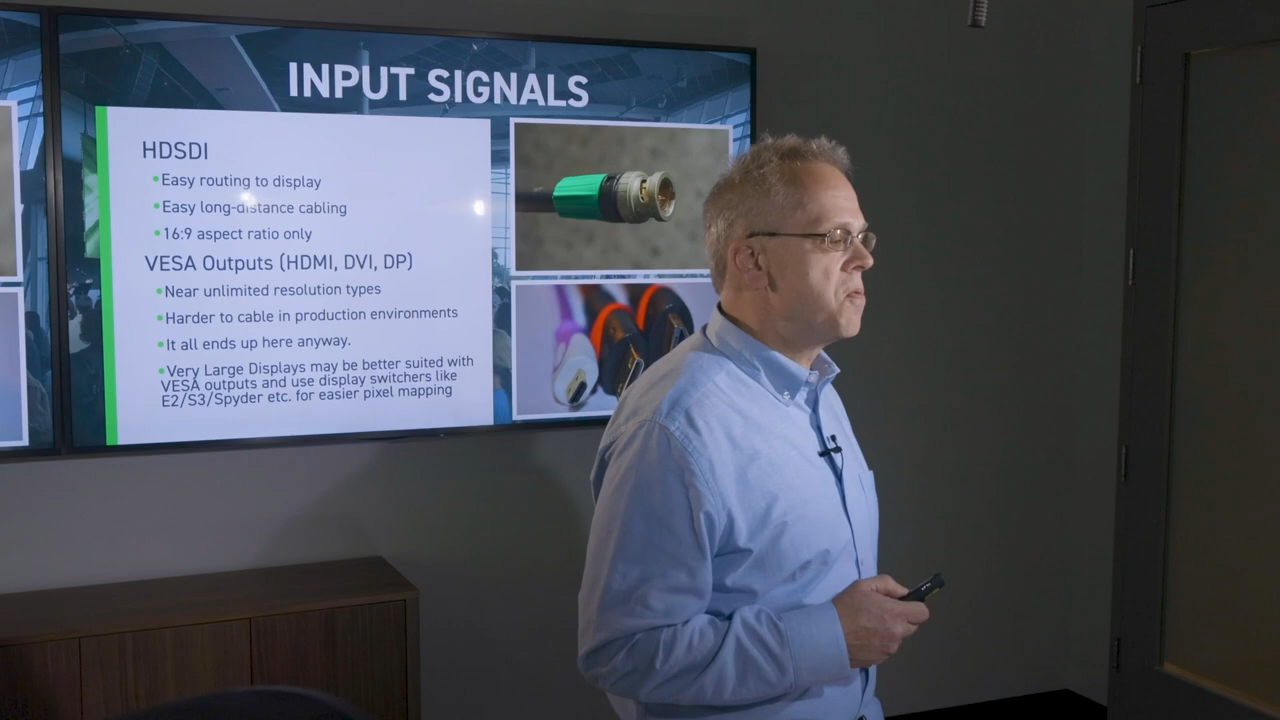 INPUT SIGNALS
HDSDI
•Easy routing to display
•Easy long-distance cabling
•16:9 aspect ratio only
VESA Outputs (HDMI, DVI, DP)
•Near unlimited resolution types
•Harder to cable in production environments
•It all ends up here anyway.
•Very Large Displays may be better suited with
VESA outputs and use display switchers like
E2/S3/Spyder etc. for easier pixel mapping